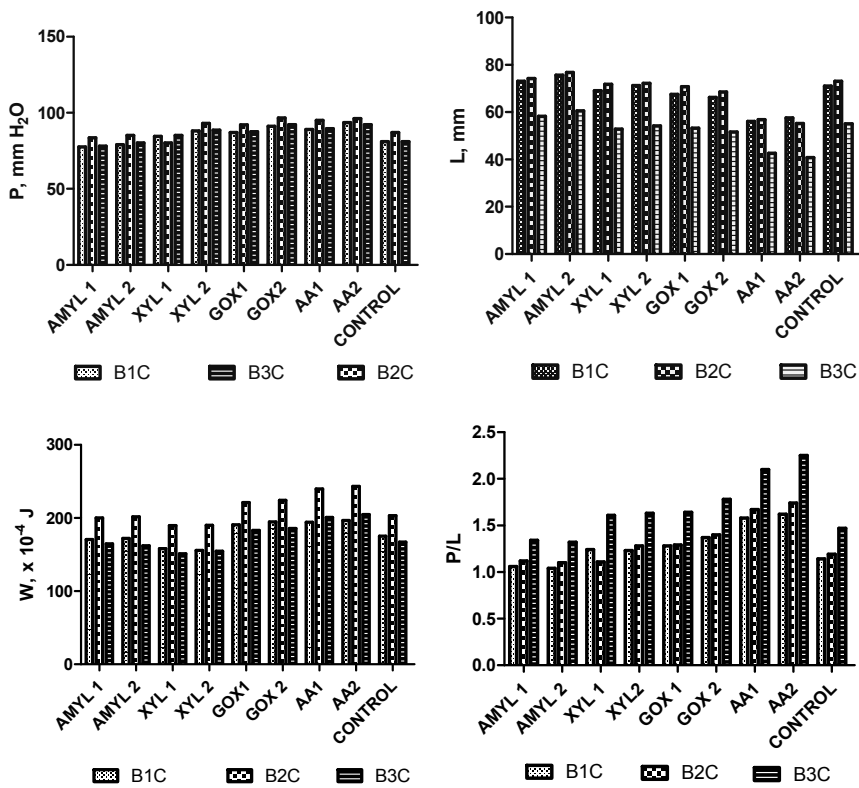 P, mm H2O
150
100
50
0
AMYL 1
AMYL 2
XYL 1
XYL 2
GOX1
GOX2
AA1
AA2
CONTROL
B1C B3C B2C
L, mm
100
80
60
40
20
0
AMYL 1
AMYL 2
XYL 1
XYL 2
GOX 1
GOX 2
AA1
AA2
CONTROL
B1C B2C B3C
W, x 10-4 J
300
200
100
0
AMYL 1
AMYL 2
XYL 1
XYL 2
GOX1
GOX 2
AA1
AA2
CONTROL
B1C B2C B3C
P/L
2.5
2.0
1.5
1.0
0.5
0.0
AMYL 1
AMYL 2
XYL 1
XYL2
GOX 1
GOX 2
AA1
AA2
CONTROL
B1C B2C B3C